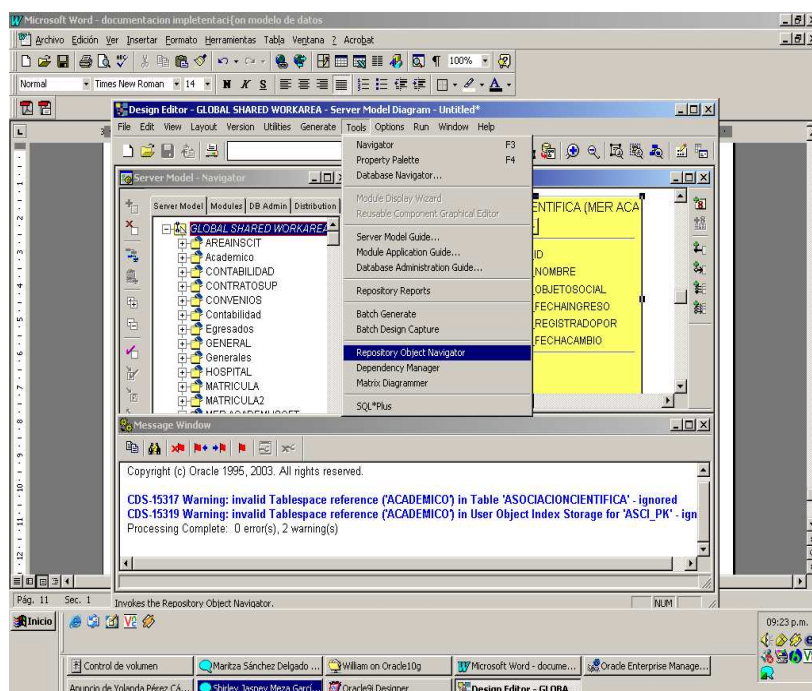 Microsoft Word - documentacion impletentaci{on modelo de datos
Archivo Edición Ver Insertar Formato Herramientas Tabla Ventana ? Acrobat
100%
Normal Times New Roman 14 N K S
Design Editor - GLOBAL SHARED WORKAREA - Server Model Diagram - Untitled*
File Edit View Layout Version Utilities Generate Tools Options Run Window Help
Navigator F3
Property Palette F4
Database Navigator...
Module Display Wizard
Reusable Component Graphical Editor
Server Model Guide...
Module Application Guide...
Database Administration Guide...
Repository Reports
Batch Generate
Batch Design Capture
Repository Object Navigator
Dependency Manager
Matrix Diagrammer
SQL*Plus
Server Model - Navigator
Server Model Modules DB Admin Distribution
GLOBAL SHARED WORKAREA
AREAINSCIT
Academico
CONTABILIDAD
CONTRATOSUP
CONVENIOS
Contabilidad
Egresados
GENERAL
Generales
HOSPITAL
MATRICULA
MATRICULA2
MER ACADEMUSOFT
ENTIFICA (MER ACA
_ID
_NOMBRE
_OBJETOSOCIAL
_FECHAINGRESO
_REGISTRADOPOR
_FECHACAMBIO
Message Window
Copyright (c) Oracle 1995, 2003. All rights reserved.
CDS-15317 Warning: invalid Tablespace reference ('ACADEMICO') in Table 'ASOCIACIONCIENTIFICA' - ignored
CDS-15319 Warning: invalid Tablespace reference ('ACADEMICO') in User Object Index Storage for 'ASCI_PK' - ign
Processing Complete: 0 error(s), 2 warning(s)
Invokes the Repository Object Navigator. NUM
Pág. 11 Sec. 1
Inicio
09:23 p.m.
Control de volumen
Maritza Sánchez Delgado ...
William on Oracle10g
Microsoft Word - docume...
Oracle Enterprise Manage...
Anuncio de Yolanda Pérez Cá...
Shirley Jasney Meza Garcí...
Oracle9i Designer
Design Editor - GLOBA...